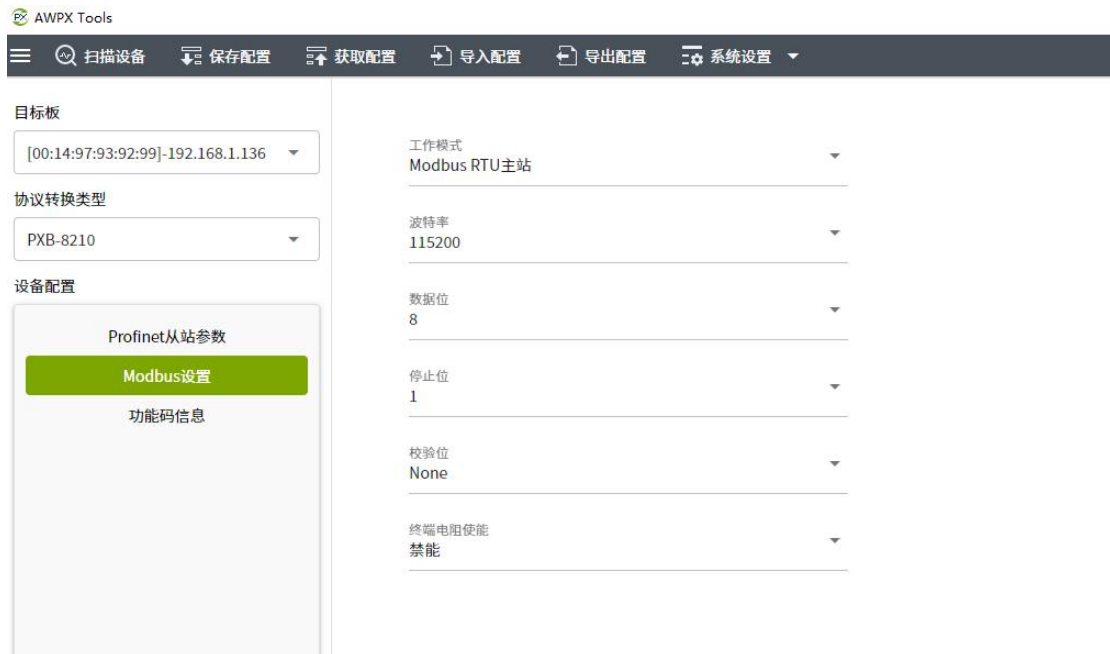 AWPX Tools
扫描设备 保存配置 获取配置 导入配置 导出配置 系统设置
目标板
[00:14:97:93:92:99]-192.168.1.136
协议转换类型
PXB-8210
设备配置
Profinet从站参数
Modbus设置
功能码信息
工作模式
Modbus RTU主站
波特率
115200
数据位
8
停止位
1
校验位
None
终端电阻使能
禁能